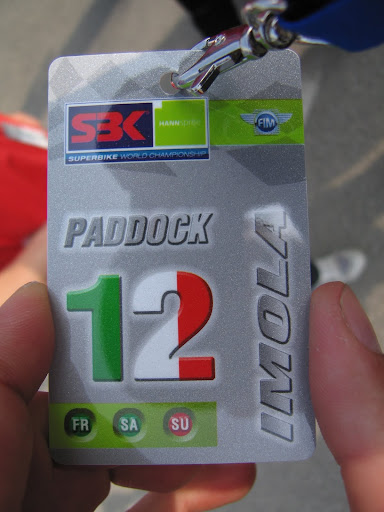 SBK
HANNspree
FIM
SUPERBIKE WORLD CHAMPIONSHIP
PADDOCK
12
IMOLA
FR SA SU